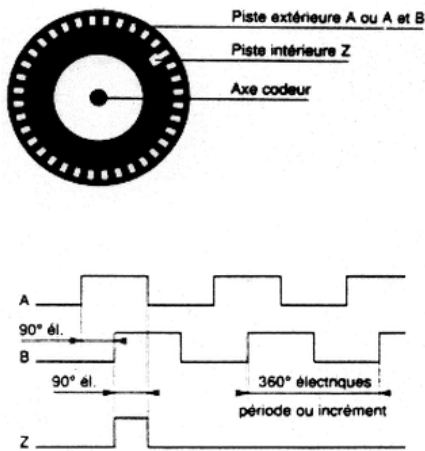 Piste extérieure A ou A et B
Piste intérieure Z
Axe codeur
A
90° él.
B
90° él.
360° électriques
période ou incrément
Z